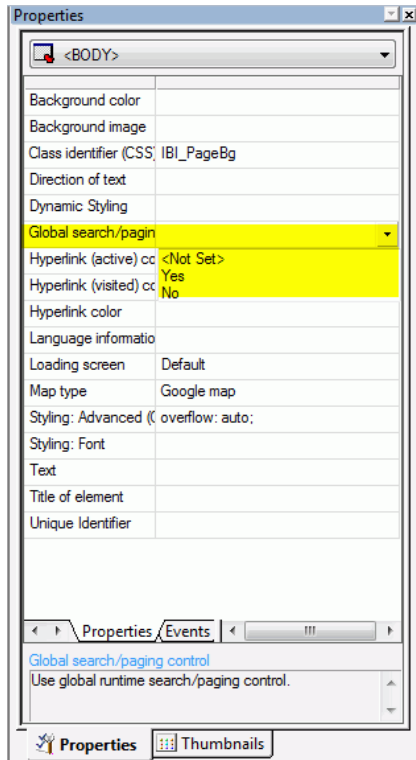 Properties
<BODY>
Background color
Background image
Class identifier (CSS) IBI_PageBg
Direction of text
Dynamic Styling
Global search/pagin
Hyperlink (active) cc <Not Set>
Yes
Hyperlink (visited) cc
No
Hyperlink color
Language informatio
Loading screen Default
Map type Google map
Styling: Advanced (C overflow: auto;
Styling: Font
Text
Title of element
Unique Identifier
Properties Events
Global search/paging control
Use global runtime search/paging control.
Properties Thumbnails